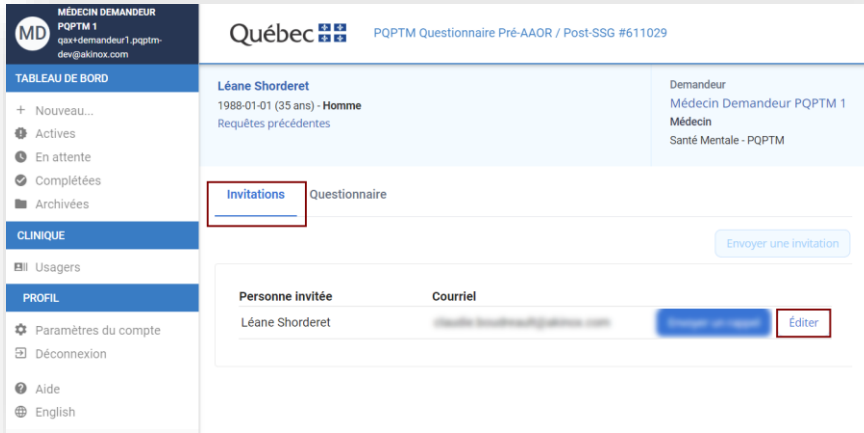 MÉDECIN DEMANDEUR
PQPTM 1
MD
qax+demandeur1.pqptm-
dev@akinox.com
Québec
PQPTM Questionnaire Pré-AAOR / Post-SSG #611029
TABLEAU DE BORD
+ Nouveau...
Actives
En attente
Complétées
Archivées
CLINIQUE
Usagers
PROFIL
Paramètres du compte
Déconnexion
Aide
English
Léane Shorderet
1988-01-01 (35 ans) - Homme
Requêtes précédentes
Demandeur
Médecin Demandeur PQPTM 1
Médecin
Santé Mentale - PQPTM
Invitations Questionnaire
Envoyer une invitation
Personne invitée Courriel
Léane Shorderet Éditer